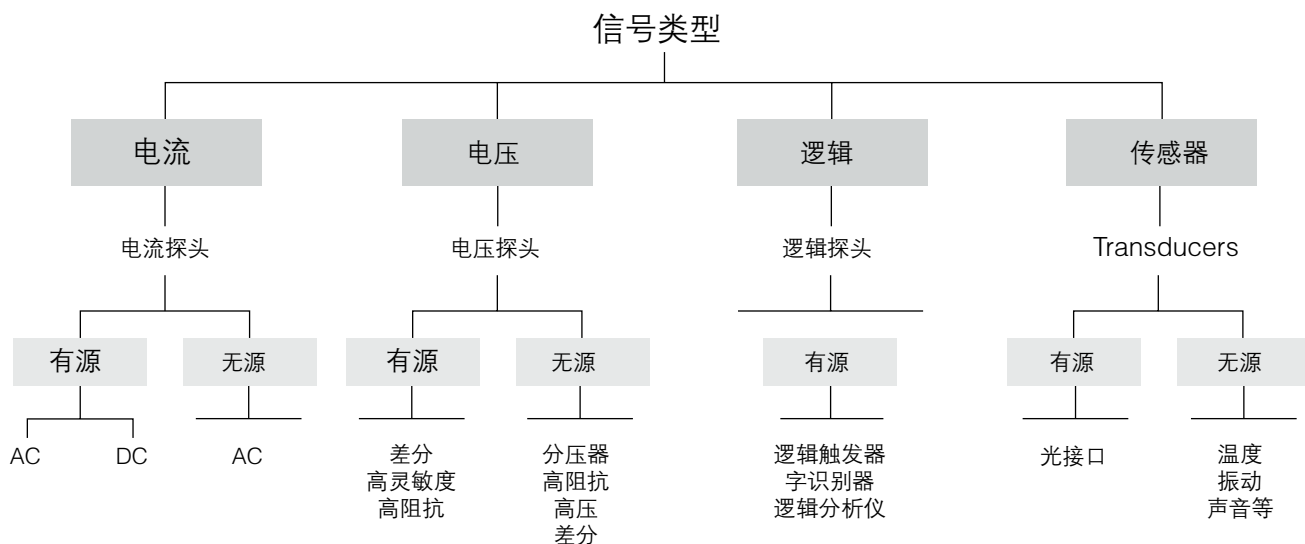 信号类型
电流
电压
逻辑
传感器
电流探头
电压探头
逻辑探头
Transducers
有源
无源
有源
无源
有源
有源
无源
AC
DC
AC
差分
高灵敏度
高阻抗
分压器
高阻抗
高压
差分
逻辑触发器
字识别器
逻辑分析仪
光接口
温度
振动
声音等